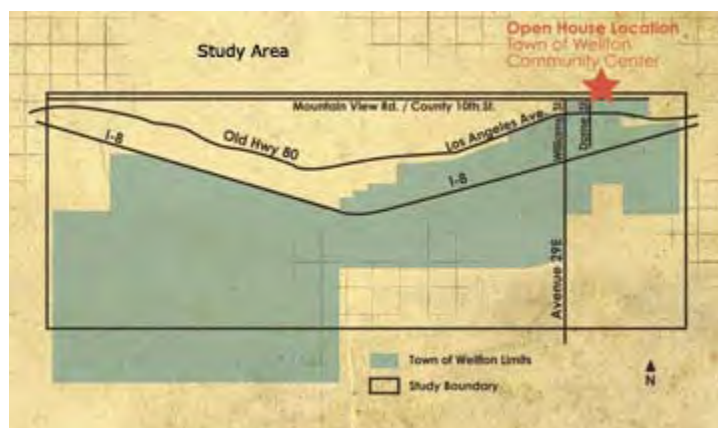 Study Area
Open House Location
Town of Wellton
Community Center
Mountain View Rd. / County 10th St.
Old Hwy 80
Los Angeles Ave.
Williams St
Dome St
I-8
I-8
Avenue 29E
Town of Wellton Limits
Study Boundary
N